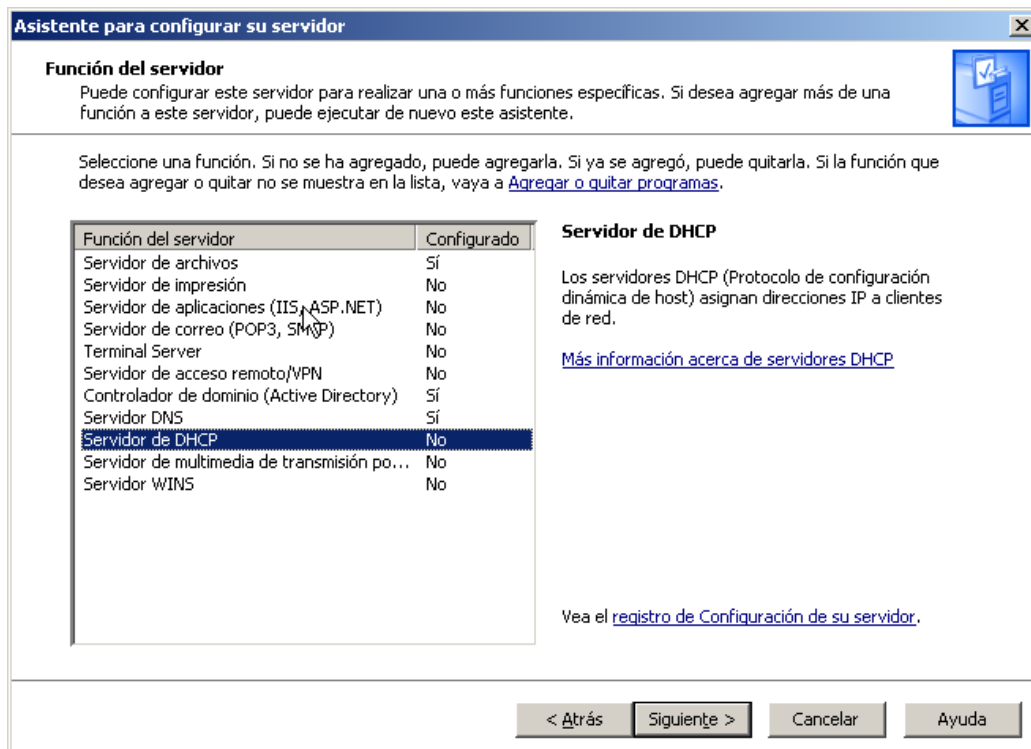 Asistente para configurar su servidor
Función del servidor
Puede configurar este servidor para realizar una o más funciones específicas. Si desea agregar más de una
función a este servidor, puede ejecutar de nuevo este asistente.
Seleccione una función. Si no se ha agregado, puede agregarla. Si ya se agregó, puede quitarla. Si la función que
desea agregar o quitar no se muestra en la lista, vaya a Agregar o quitar programas.
Función del servidor Configurado
Servidor de archivos Sí
Servidor de impresión No
Servidor de aplicaciones (IIS, ASP.NET) No
Servidor de correo (POP3, SMTP) No
Terminal Server No
Servidor de acceso remoto/VPN No
Controlador de dominio (Active Directory) Sí
Servidor DNS Sí
Servidor de DHCP No
Servidor de multimedia de transmisión po... No
Servidor WINS No
Servidor de DHCP
Los servidores DHCP (Protocolo de configuración
dinámica de host) asignan direcciones IP a clientes
de red.
Más información acerca de servidores DHCP
Vea el registro de Configuración de su servidor.
< Atrás Siguiente > Cancelar Ayuda